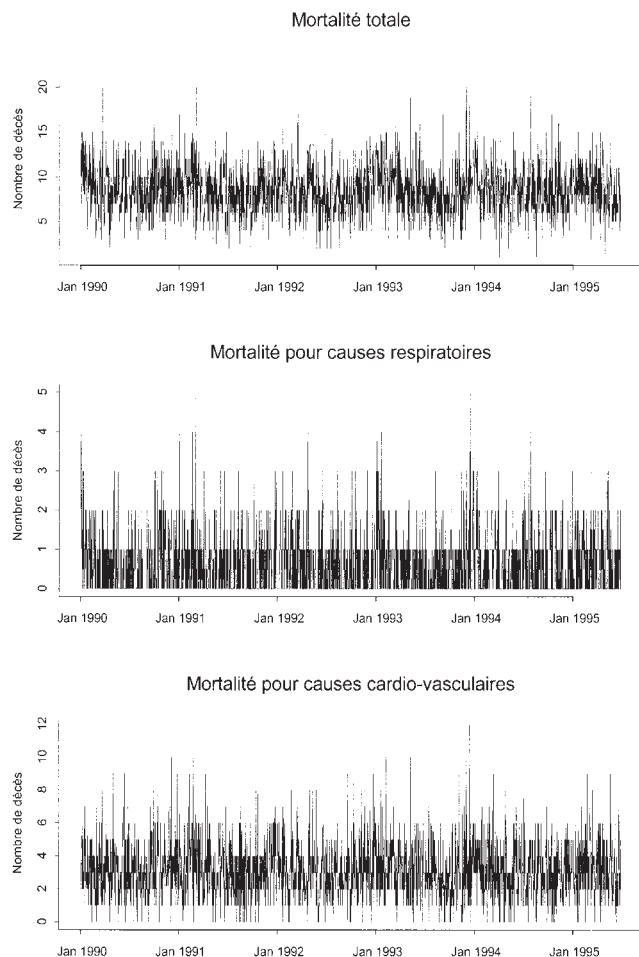 Mortalité totale
Nombre de décès
20
15
10
5
Jan 1990 Jan 1991 Jan 1992 Jan 1993 Jan 1994 Jan 1995
Mortalité pour causes respiratoires
Nombre de décès
5
4
3
2
1
0
Jan 1990 Jan 1991 Jan 1992 Jan 1993 Jan 1994 Jan 1995
Mortalité pour causes cardio-vasculaires
Nombre de décès
12
10
8
6
4
2
0
Jan 1990 Jan 1991 Jan 1992 Jan 1993 Jan 1994 Jan 1995